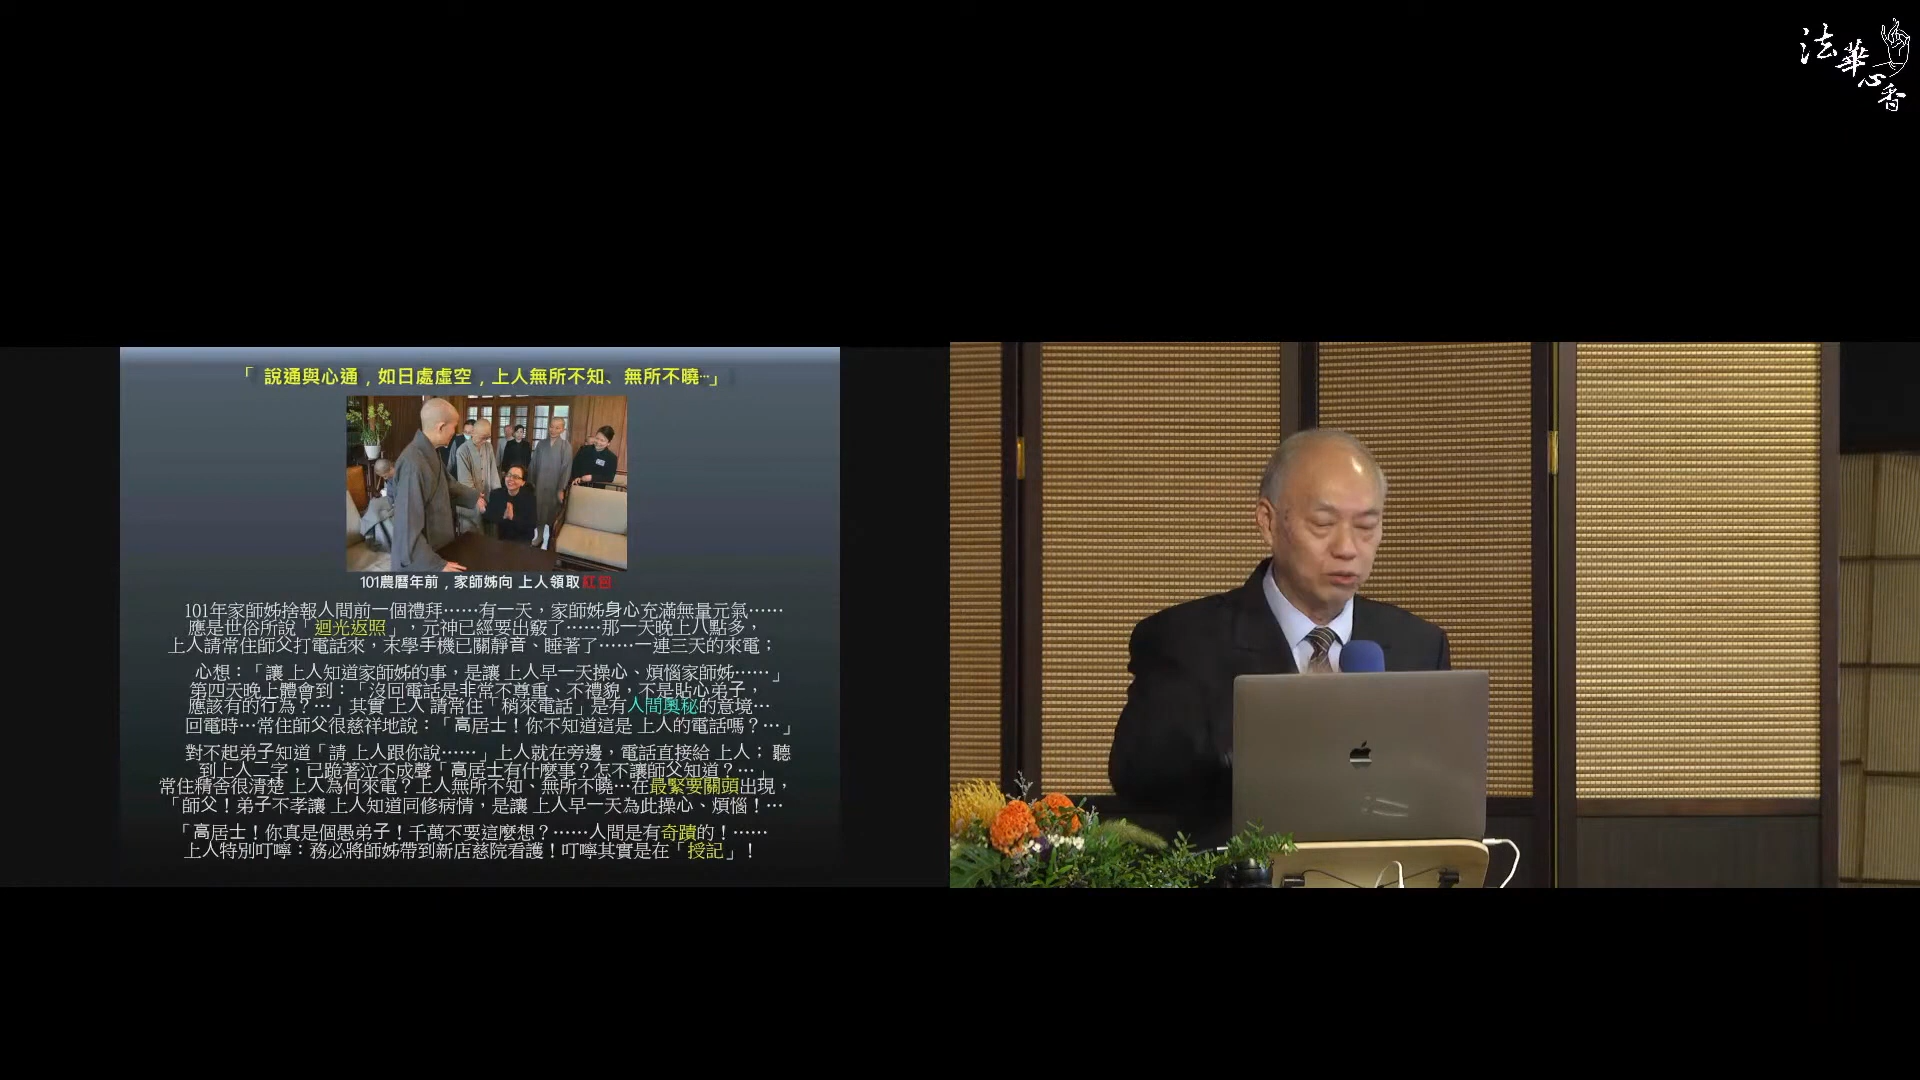 法華心香
「 說通與心通，如日處虛空，上人無所不知、無所不曉…」
101農曆年前，家師姊向 上人領取紅包
101年家師姊捨報人間前一個禮拜⋯⋯有一天，家師姊身心充滿無量元氣⋯⋯
應是世俗所說「迴光返照」，元神已經要出竅了⋯⋯那一天晚上八點多，
上人請常住師父打電話來，末學手機已關靜音、睡著了⋯⋯一連三天的來電；
心想：「讓 上人知道家師姊的事，是讓 上人早一天操心、煩惱家師姊⋯⋯」
第四天晚上體會到：「沒回電話是非常不尊重、不禮貌，不是貼心弟子，
應該有的行為？⋯」其實 上人 請常住「稍來電話」是有人間奧秘的意境⋯
回電時⋯常住師父很慈祥地說：「高居士！你不知道這是 上人的電話嗎？⋯」
對不起弟子知道「請 上人跟你說⋯⋯」上人就在旁邊，電話直接給 上人； 聽
到上人二字，已跪著泣不成聲「高居士有什麼事？怎不讓師父知道？⋯」
常住精舍很清楚 上人為何來電？上人無所不知、無所不曉⋯在最緊要關頭出現，
「師父！弟子不孝讓 上人知道同修病情，是讓 上人早一天為此操心、煩惱！⋯
「高居士！你真是個愚弟子！千萬不要這麼想？⋯⋯人間是有奇蹟的！⋯⋯
上人特別叮嚀：務必將師姊帶到新店慈院看護！叮嚀其實是在「授記」！